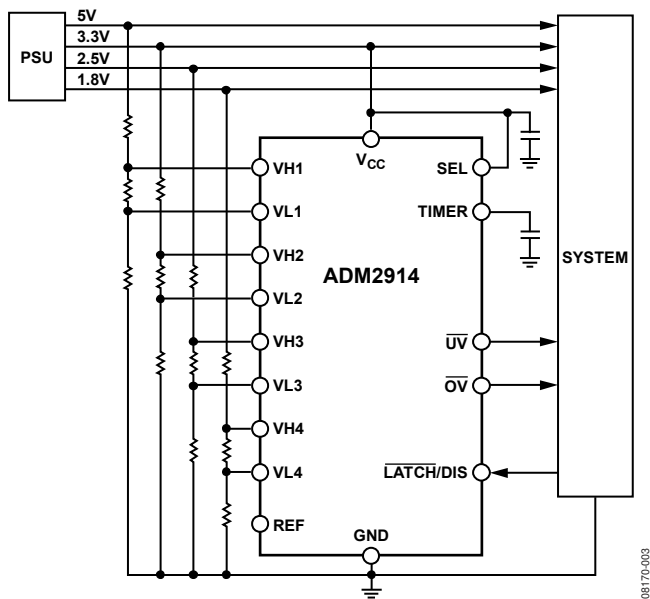 5V
3.3V
PSU
2.5V
1.8V
VCC
VH1
SEL
VL1
TIMER
VH2
SYSTEM
ADM2914
VL2
VH3
UV
VL3
OV
VH4
VL4
LATCH/DIS
REF
GND
08170-003